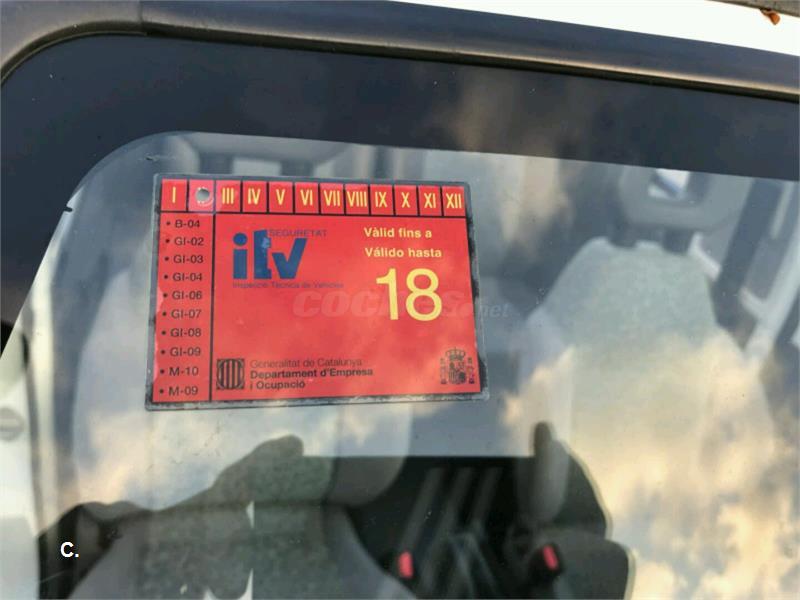 I III IV V VI VII VIII IX X XI XII
• B-04
• GI-02
• GI-03
• GI-04
• GI-06
• GI-07
• GI-08
• GI-09
• M-10
• M-09
SEGURETAT
itv
Inspecció Tècnica de Vehicles
Vàlid fins a
Válido hasta
18
Generalitat de Catalunya
Departament d'Empresa
i Ocupació
COCHES.net
C.